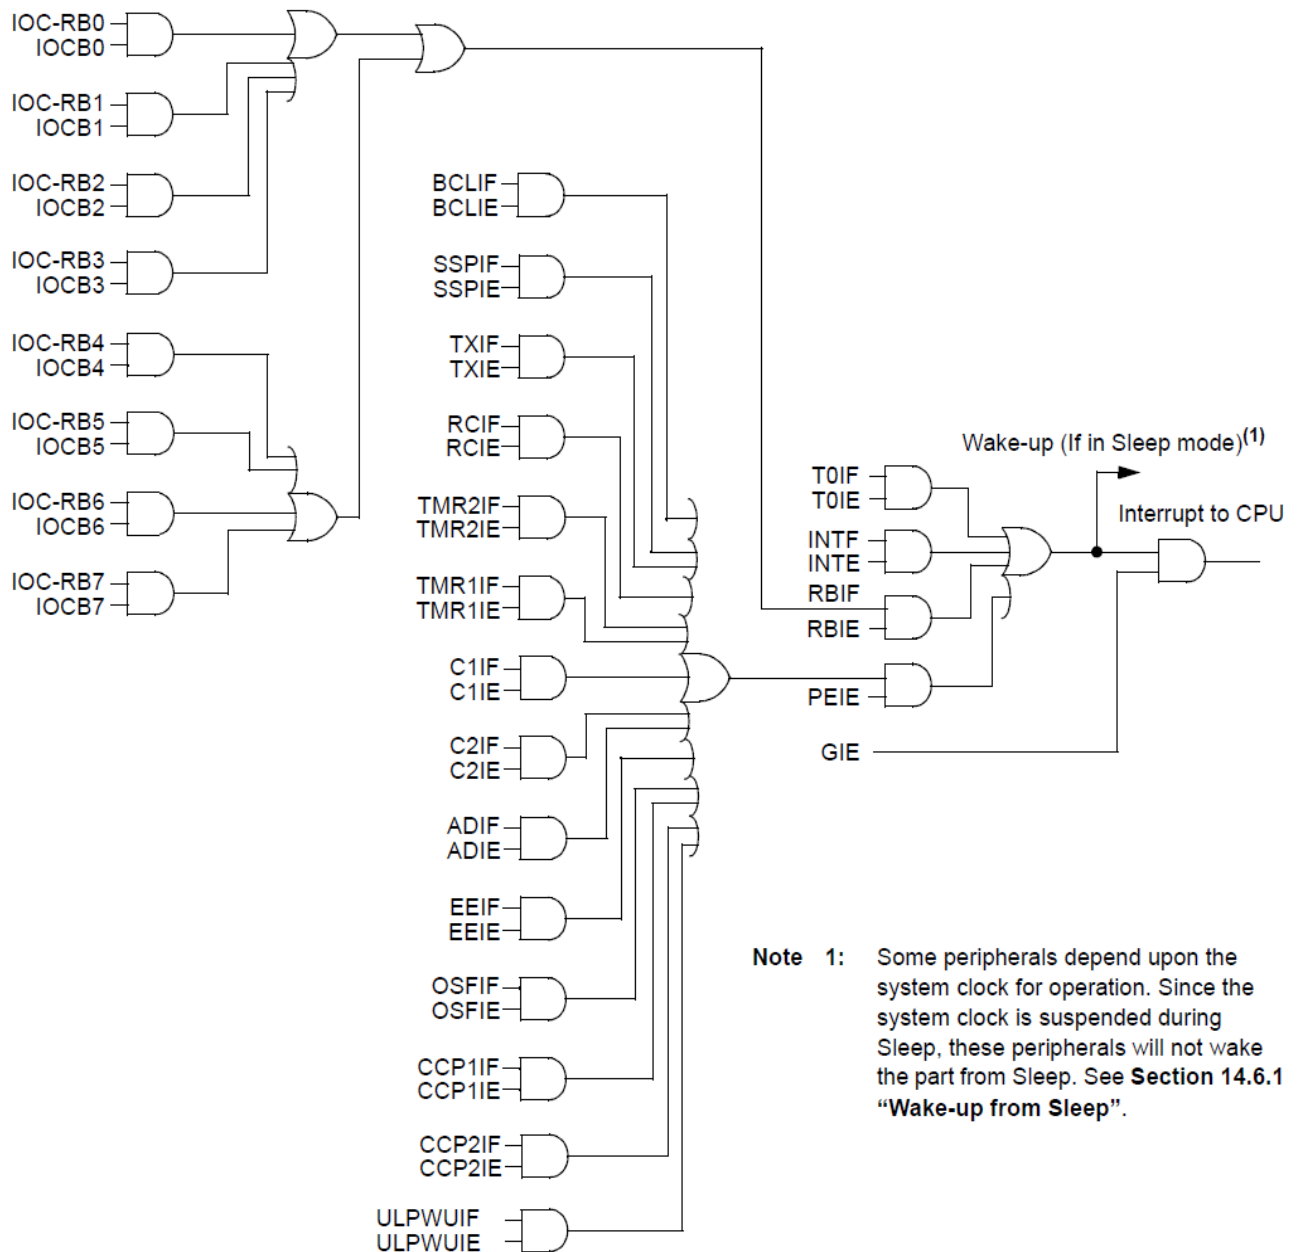 IOC-RB0
IOCB0
IOC-RB1
IOCB1
IOC-RB2
IOCB2
IOC-RB3
IOCB3
IOC-RB4
IOCB4
IOC-RB5
IOCB5
IOC-RB6
IOCB6
IOC-RB7
IOCB7
BCLIF
BCLIE
SSPIF
SSPIE
TXIF
TXIE
RCIF
RCIE
TMR2IF
TMR2IE
TMR1IF
TMR1IE
C1IF
C1IE
C2IF
C2IE
ADIF
ADIE
EEIF
EEIE
OSFIF
OSFIE
CCP1IF
CCP1IE
CCP2IF
CCP2IE
ULPWUIF
ULPWUIE
T0IF
T0IE
INTF
INTE
RBIF
RBIE
PEIE
GIE
Wake-up (If in Sleep mode)(1)
Interrupt to CPU
Note 1: Some peripherals depend upon the
system clock for operation. Since the
system clock is suspended during
Sleep, these peripherals will not wake
the part from Sleep. See Section 14.6.1
“Wake-up from Sleep”.